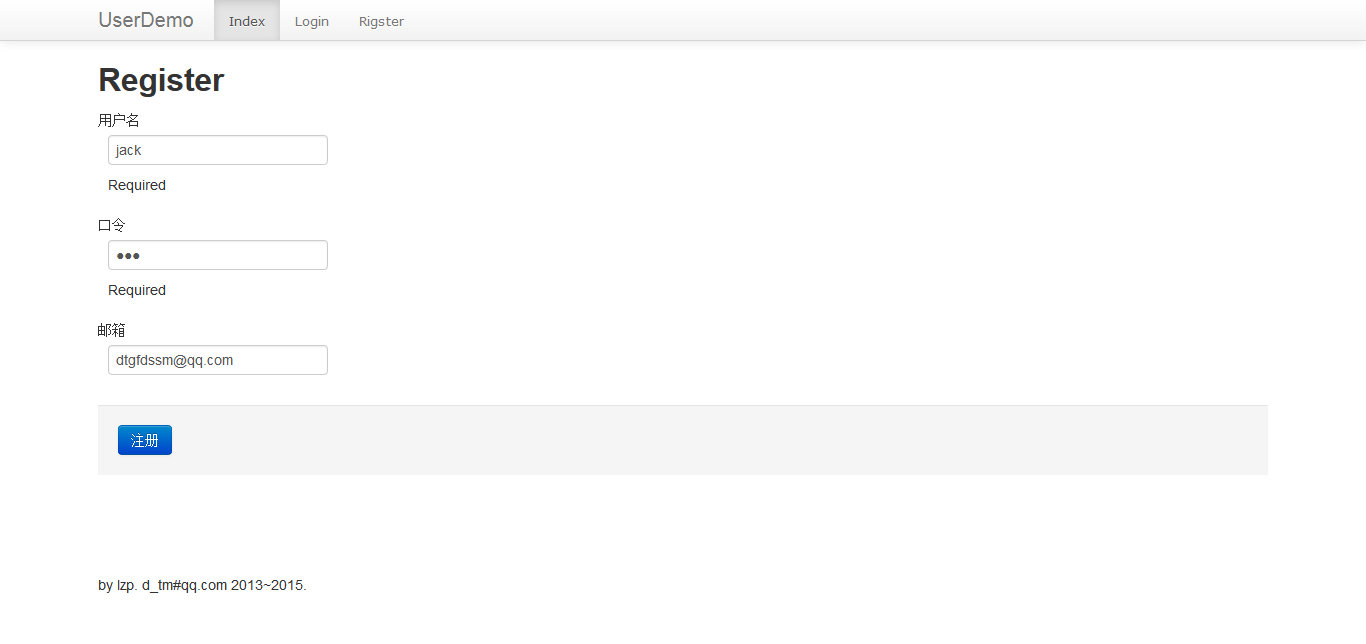 UserDemo Index Login Rigster
Register
用户名
jack
Required
口令
●●●
Required
邮箱
dtgfdssm@qq.com
注册
by lzp. d_tm#qq.com 2013~2015.